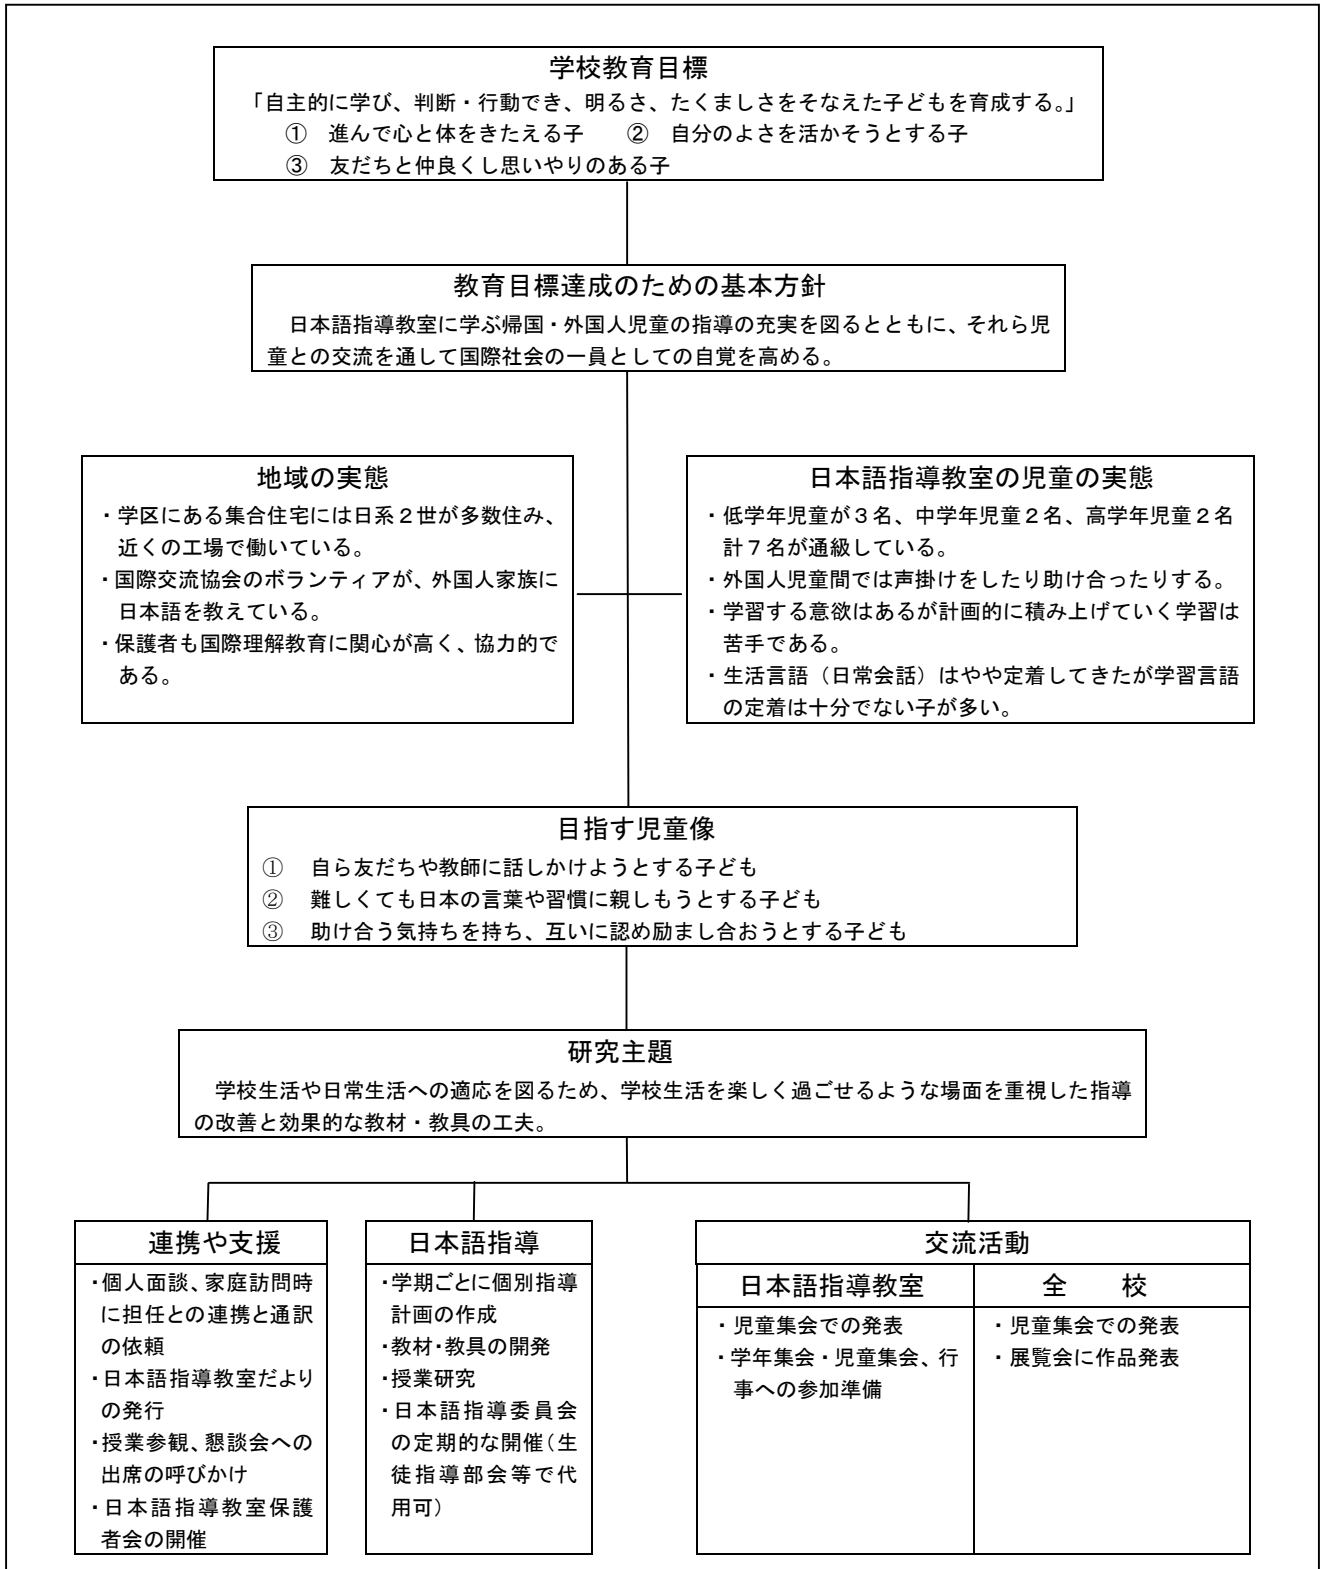 学校教育目標
「自主的に学び、判断・行動でき、明るさ、たくましさをそなえた子どもを育成する。」
①　進んで心と体をきたえる子　　②　自分のよさを活かそうとする子
③　友だちと仲良くし思いやりのある子
教育目標達成のための基本方針
日本語指導教室に学ぶ帰国・外国人児童の指導の充実を図るとともに、それら児
童との交流を通して国際社会の一員としての自覚を高める。
地域の実態
・学区にある集合住宅には日系２世が多数住み、
近くの工場で働いている。
・国際交流協会のボランティアが、外国人家族に
日本語を教えている。
・保護者も国際理解教育に関心が高く、協力的で
ある。
日本語指導教室の児童の実態
・低学年児童が３名、中学年児童２名、高学年児童２名
計７名が通級している。
・外国人児童間では声掛けをしたり助け合ったりする。
・学習する意欲はあるが計画的に積み上げていく学習は
苦手である。
・生活言語（日常会話）はやや定着してきたが学習言語
の定着は十分でない子が多い。
目指す児童像
①　自ら友だちや教師に話しかけようとする子ども
②　難しくても日本の言葉や習慣に親しもうとする子ども
③　助け合う気持ちを持ち、互いに認め励まし合おうとする子ども
研究主題
学校生活や日常生活への適応を図るため、学校生活を楽しく過ごせるような場面を重視した指導
の改善と効果的な教材・教具の工夫。
連携や支援
・個人面談、家庭訪問時
に担任との連携と通訳
の依頼
・日本語指導教室だより
の発行
・授業参観、懇談会への
出席の呼びかけ
・日本語指導教室保護
者会の開催
日本語指導
・学期ごとに個別指導
計画の作成
・教材・教具の開発
・授業研究
・日本語指導委員会
の定期的な開催（生
徒指導部会等で代
用可）
交流活動
日本語指導教室
・児童集会での発表
・学年集会・児童集会、行
事への参加準備
全　　校
・児童集会での発表
・展覧会に作品発表